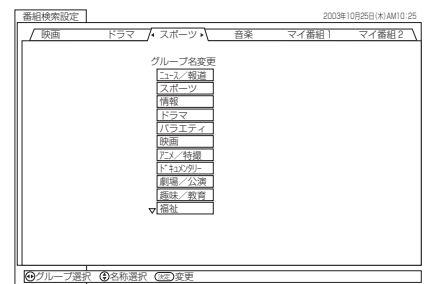 番組検索設定 2003年10月25日(木)AM10:25
映画 ドラマ スポーツ 音楽 マイ番組1 マイ番組2
グループ名変更
ニュース／報道
スポーツ
情報
ドラマ
バラエティ
映画
アニメ／特撮
ドキュメンタリー
劇場／公演
趣味／教育
福祉
グループ選択 名称選択 決定 変更